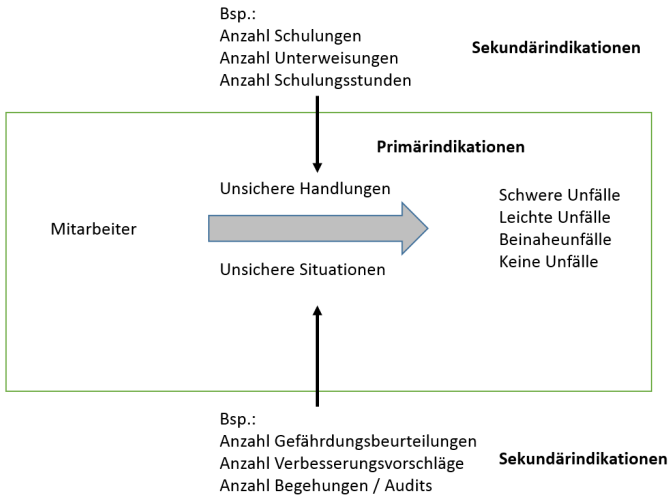 Bsp.:
Anzahl Schulungen
Anzahl Unterweisungen
Anzahl Schulungsstunden
Sekundärindikationen
Primärindikationen
Unsichere Handlungen
Mitarbeiter
Unsichere Situationen
Schwere Unfälle
Leichte Unfälle
Beinaheunfälle
Keine Unfälle
Bsp.:
Anzahl Gefährdungsbeurteilungen
Anzahl Verbesserungsvorschläge
Anzahl Begehungen / Audits
Sekundärindikationen